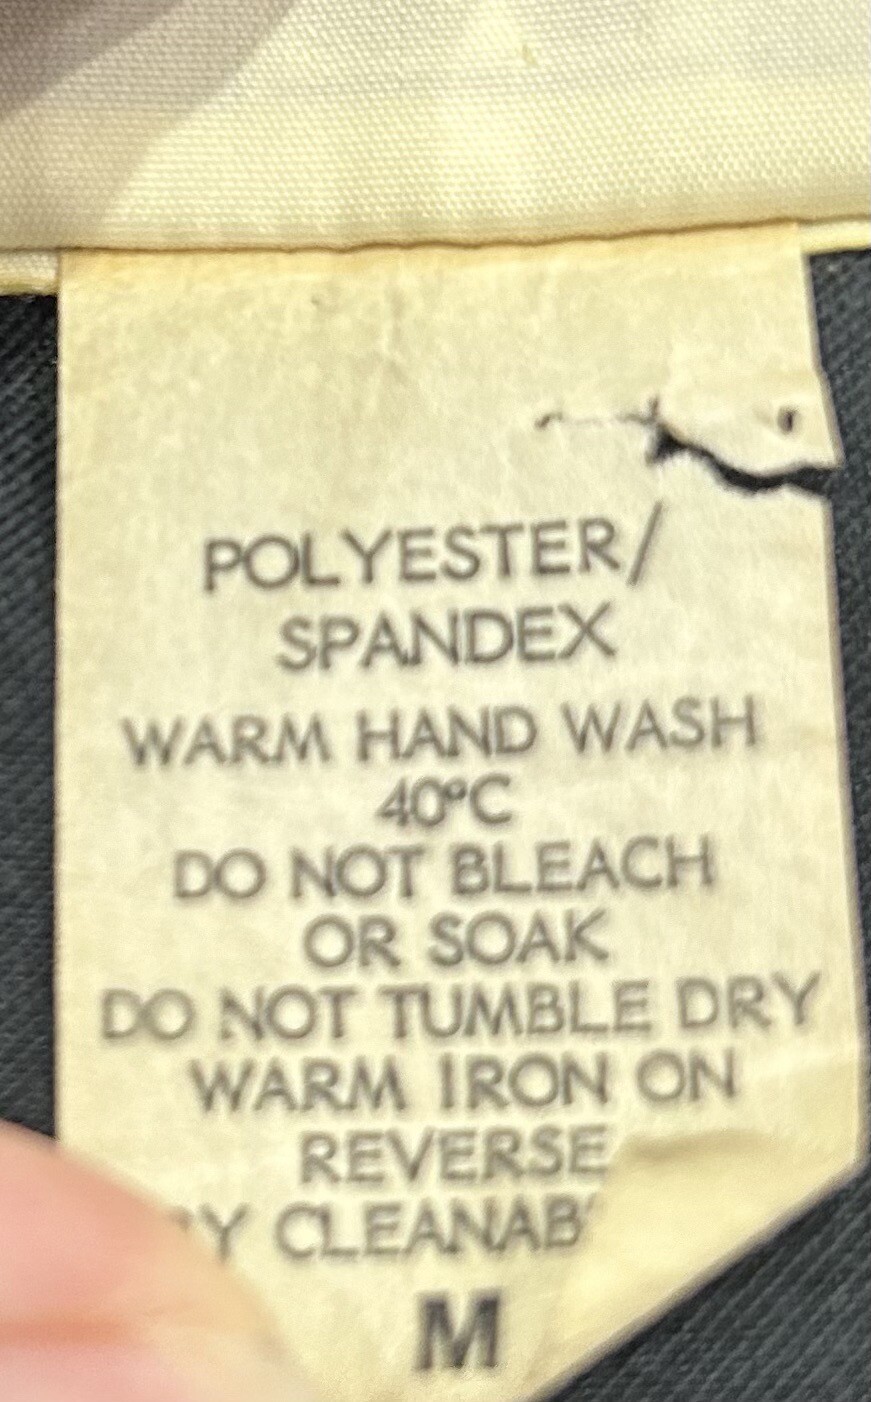 POLYESTER/
SPANDEX
WARM HAND WASH
40°C
DO NOT BLEACH
OR SOAK
DO NOT TUMBLE DRY
WARM IRON ON
REVERSE
M